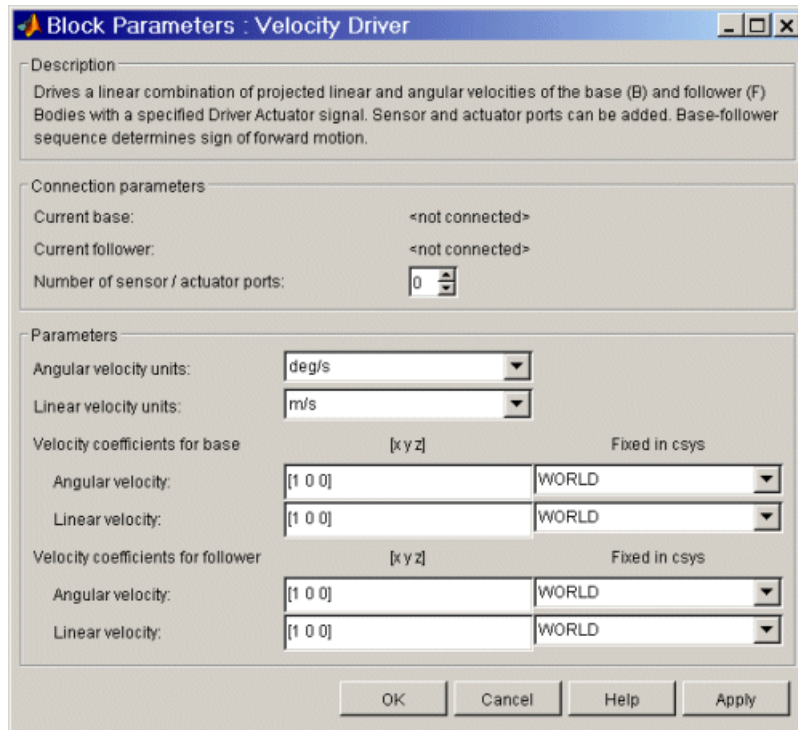 Block Parameters : Velocity Driver
Description
Drives a linear combination of projected linear and angular velocities of the base (B) and follower (F)
Bodies with a specified Driver Actuator signal. Sensor and actuator ports can be added. Base-follower
sequence determines sign of forward motion.
Connection parameters
Current base: <not connected>
Current follower: <not connected>
Number of sensor / actuator ports: 0
Parameters
Angular velocity units: deg/s
Linear velocity units: m/s
Velocity coefficients for base [x y z] Fixed in csys
Angular velocity: [1 0 0] WORLD
Linear velocity: [1 0 0] WORLD
Velocity coefficients for follower [x y z] Fixed in csys
Angular velocity: [1 0 0] WORLD
Linear velocity: [1 0 0] WORLD
OK Cancel Help Apply